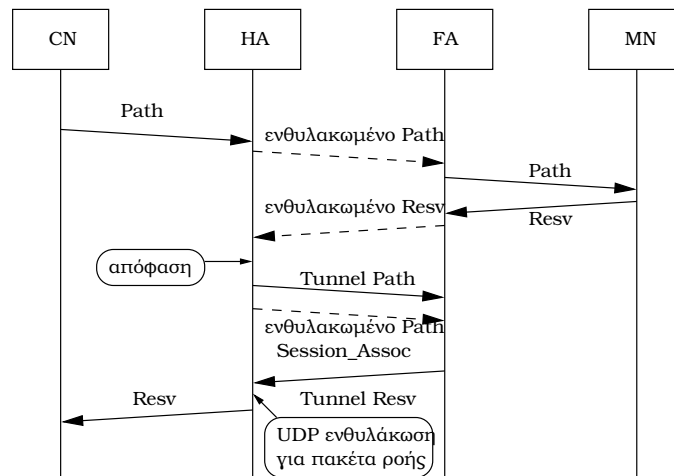 CN HA FA MN
Path
ενθυλακωμένο Path
Path
ενθυλακωμένο Resv
Resv
απόφαση
Tunnel Path
ενθυλακωμένο Path
Session_Assoc
Resv
Tunnel Resv
UDP ενθυλάκωση
για πακέτα ροής